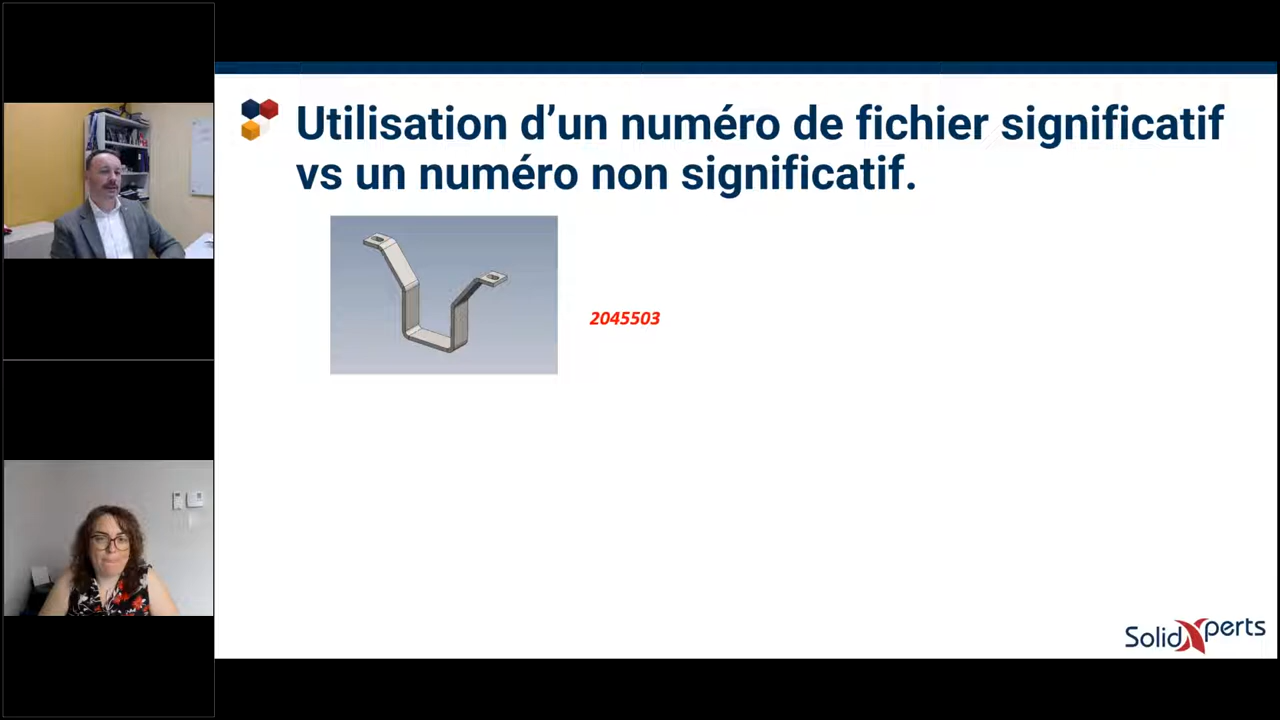 Utilisation d’un numéro de fichier significatif
vs un numéro non significatif.
2045503
SolidXperts